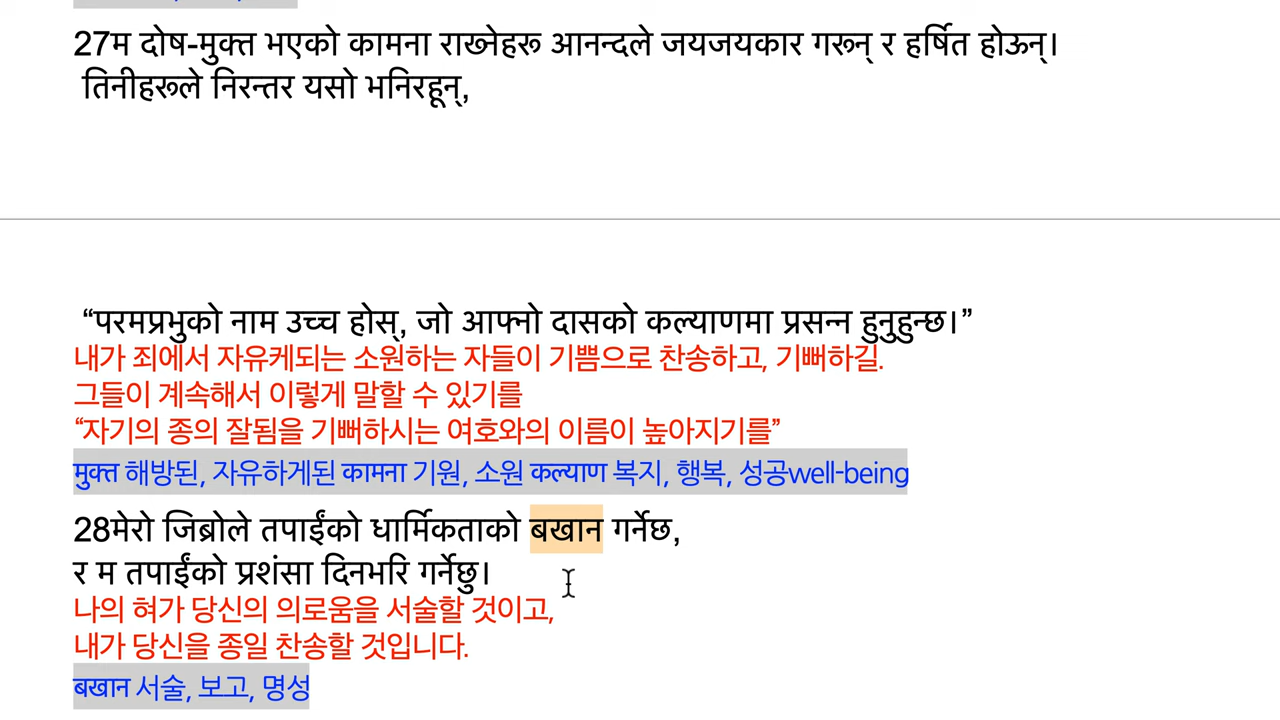 27म दोष-मुक्त भएको कामना राख्नेहरू आनन्दले जयजयकार गरून् र हर्षित होऊन्।
तिनीहरूले निरन्तर यसो भनिरहून्,
“परमप्रभुको नाम उच्च होस्, जो आफ्नो दासको कल्याणमा प्रसन्न हुनुहुन्छ।”
내가 죄에서 자유케되는 소원하는 자들이 기쁨으로 찬송하고, 기뻐하길.
그들이 계속해서 이렇게 말할 수 있기를
“자기의 종의 잘됨을 기뻐하시는 여호와의 이름이 높아지기를”
मुक्त 해방된, 자유하게된 कामना 기원, 소원 कल्याण 복지, 행복, 성공well-being
28मेरो जिब्रोले तपाईंको धार्मिकताको बखान गर्नेछ,
र म तपाईंको प्रशंसा दिनभरि गर्नेछु।
나의 혀가 당신의 의로움을 서술할 것이고,
내가 당신을 종일 찬송할 것입니다.
बखान 서술, 보고, 명성